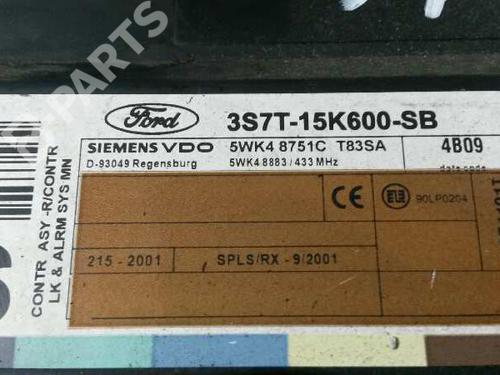 Ford
3S7T-15K600-SB
SIEMENS VDO
D-93049 Regensburg
5WK4 8751C T83SA
5WK4 8883 / 433 MHz
4B09
date code
CONTR ASY -R/CONTR
LK & ALRM SYS MN
CE
90LP0204
215 - 2001
SPLS/RX - 9/2001